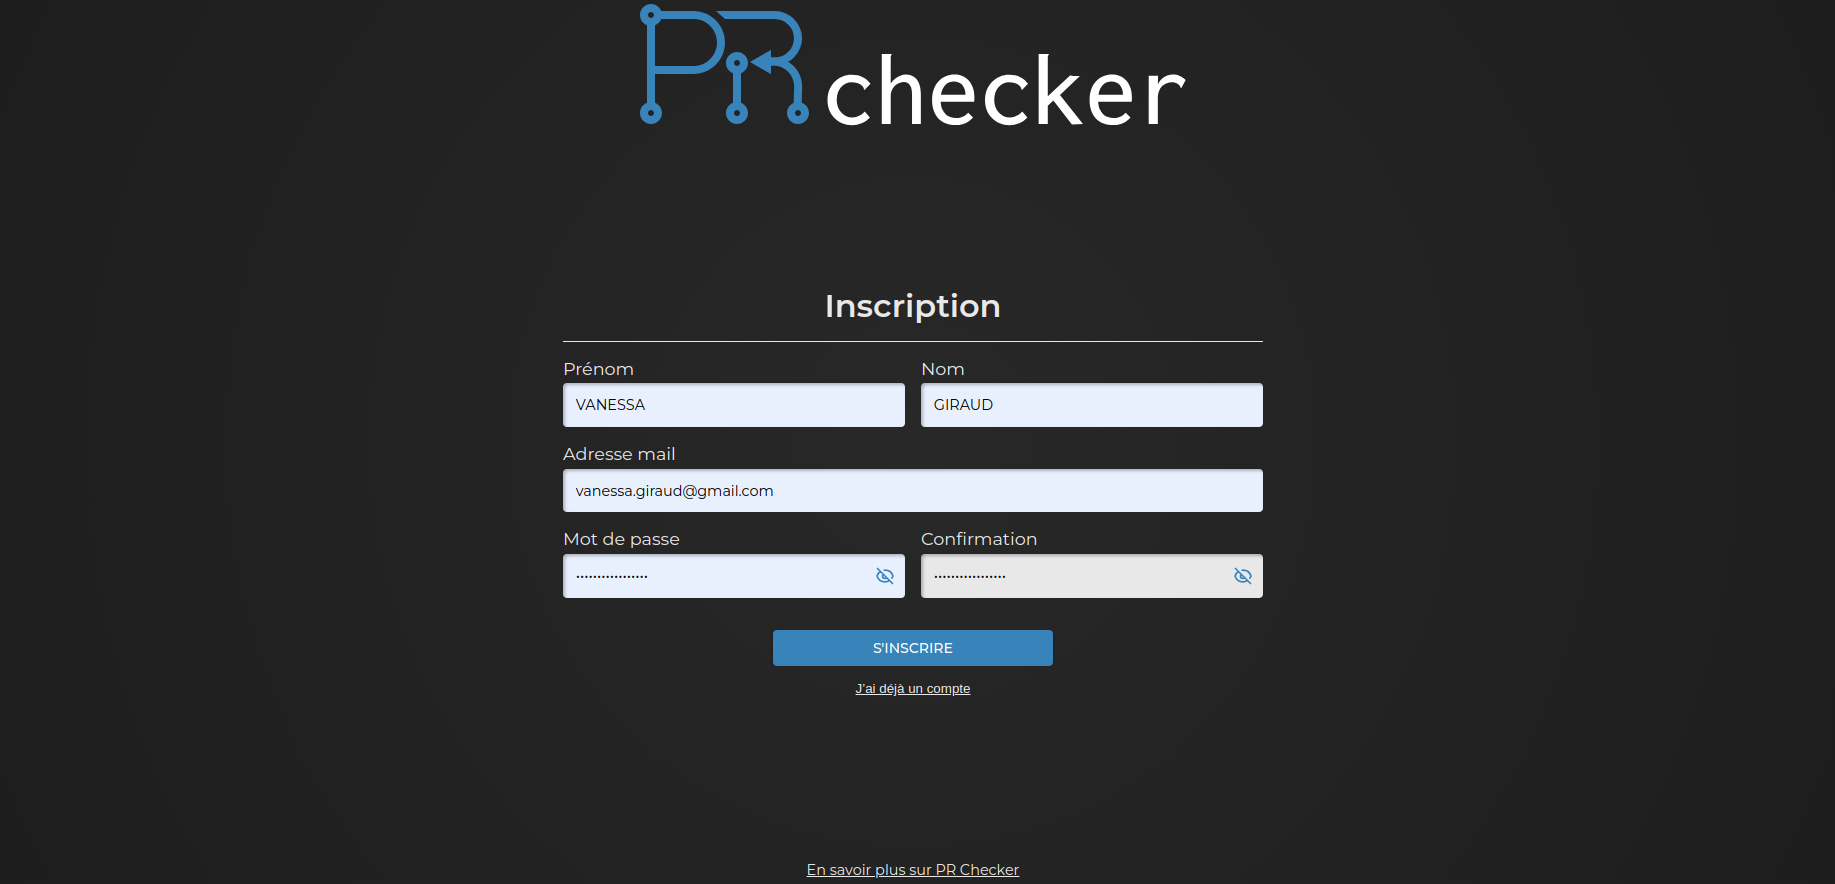 PR checker
Inscription
Prénom Nom
VANESSA GIRAUD
Adresse mail
vanessa.giraud@gmail.com
Mot de passe Confirmation
················· ·················
S'INSCRIRE
J'ai déjà un compte
En savoir plus sur PR Checker